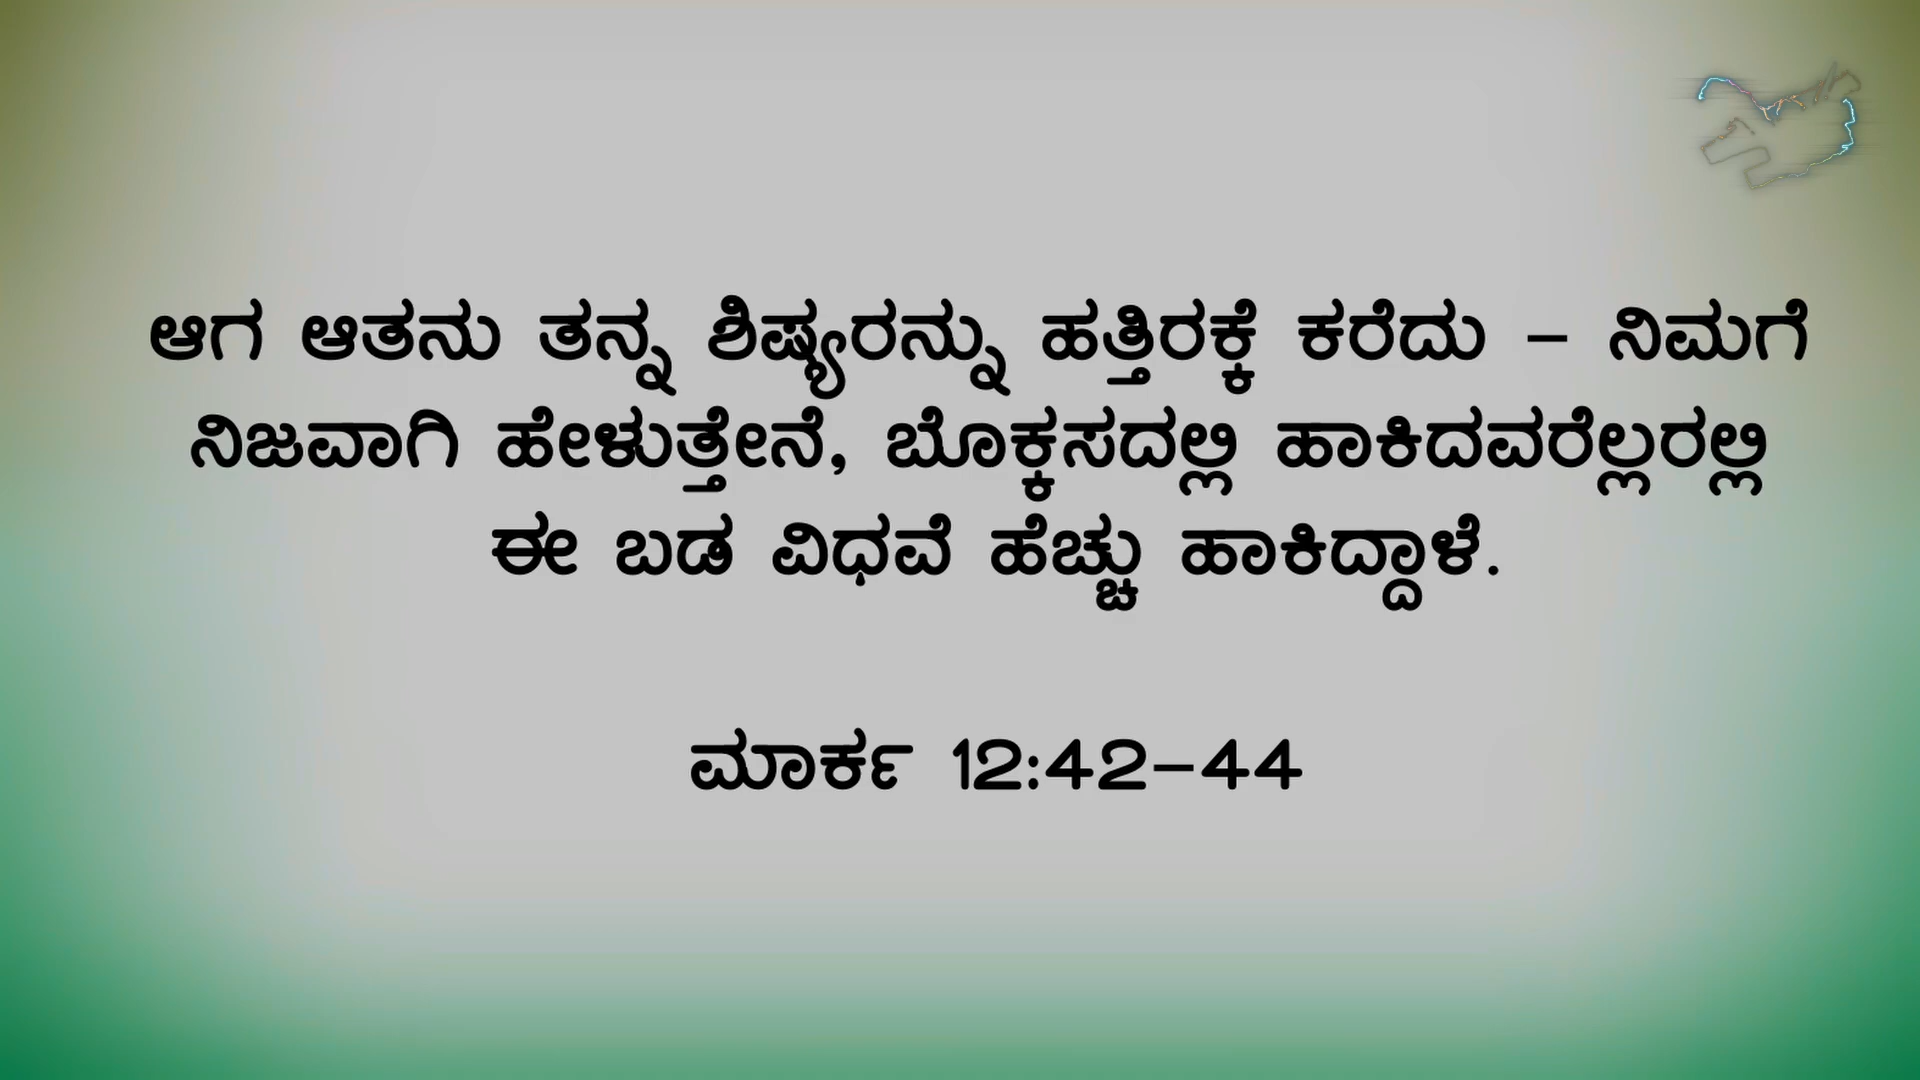 ಆಗ ಆತನು ತನ್ನ ಶಿಷ್ಯರನ್ನು ಹತ್ತಿರಕ್ಕೆ ಕರೆದು – ನಿಮಗೆ
ನಿಜವಾಗಿ ಹೇಳುತ್ತೇನೆ, ಬೊಕ್ಕಸದಲ್ಲಿ ಹಾಕಿದವರೆಲ್ಲರಲ್ಲಿ
ಈ ಬಡ ವಿಧವೆ ಹೆಚ್ಚು ಹಾಕಿದ್ದಾಳೆ.
ಮಾರ್ಕ 12:42–44